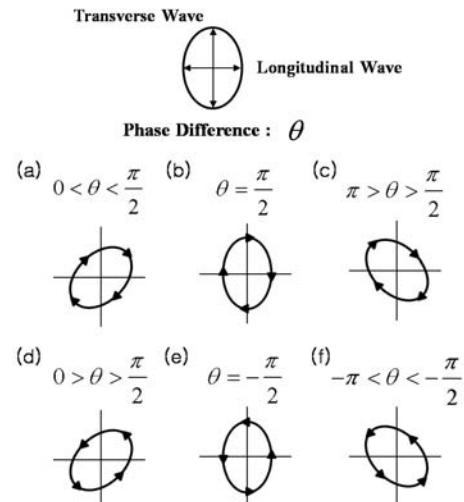 Transverse Wave
Longitudinal Wave
Phase Difference : θ
(a) 0 < θ < π/2
(b) θ = π/2
(c) π > θ > π/2
(d) 0 > θ > π/2
(e) θ = -π/2
(f) -π < θ < -π/2